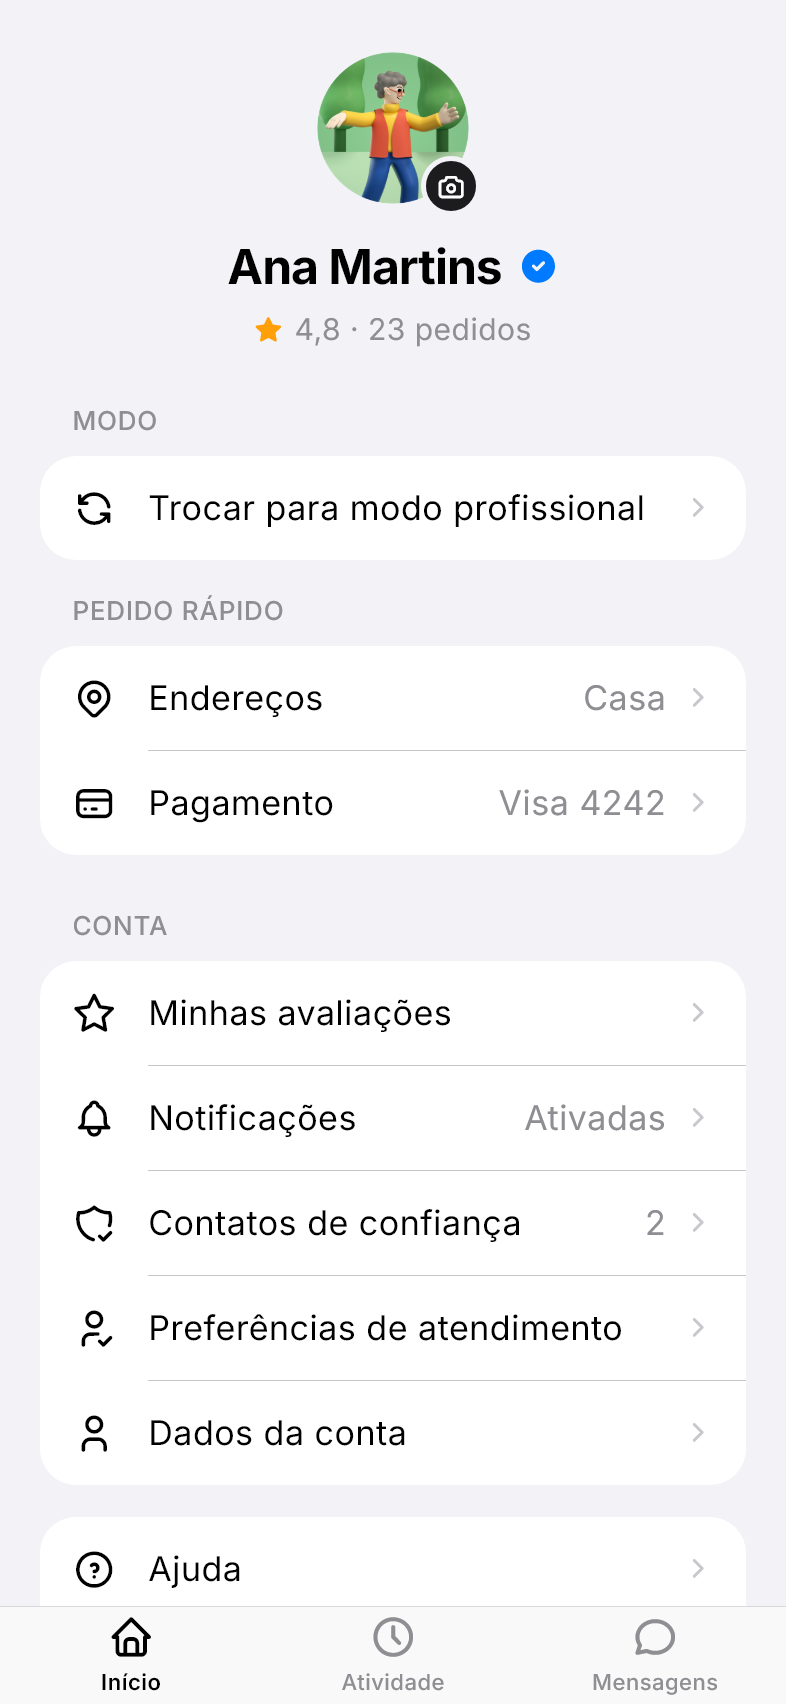 Ana Martins
4,8 · 23 pedidos
MODO
Trocar para modo profissional
PEDIDO RÁPIDO
Endereços Casa
Pagamento Visa 4242
CONTA
Minhas avaliações
Notificações Ativadas
Contatos de confiança 2
Preferências de atendimento
Dados da conta
Ajuda
Início Atividade Mensagens